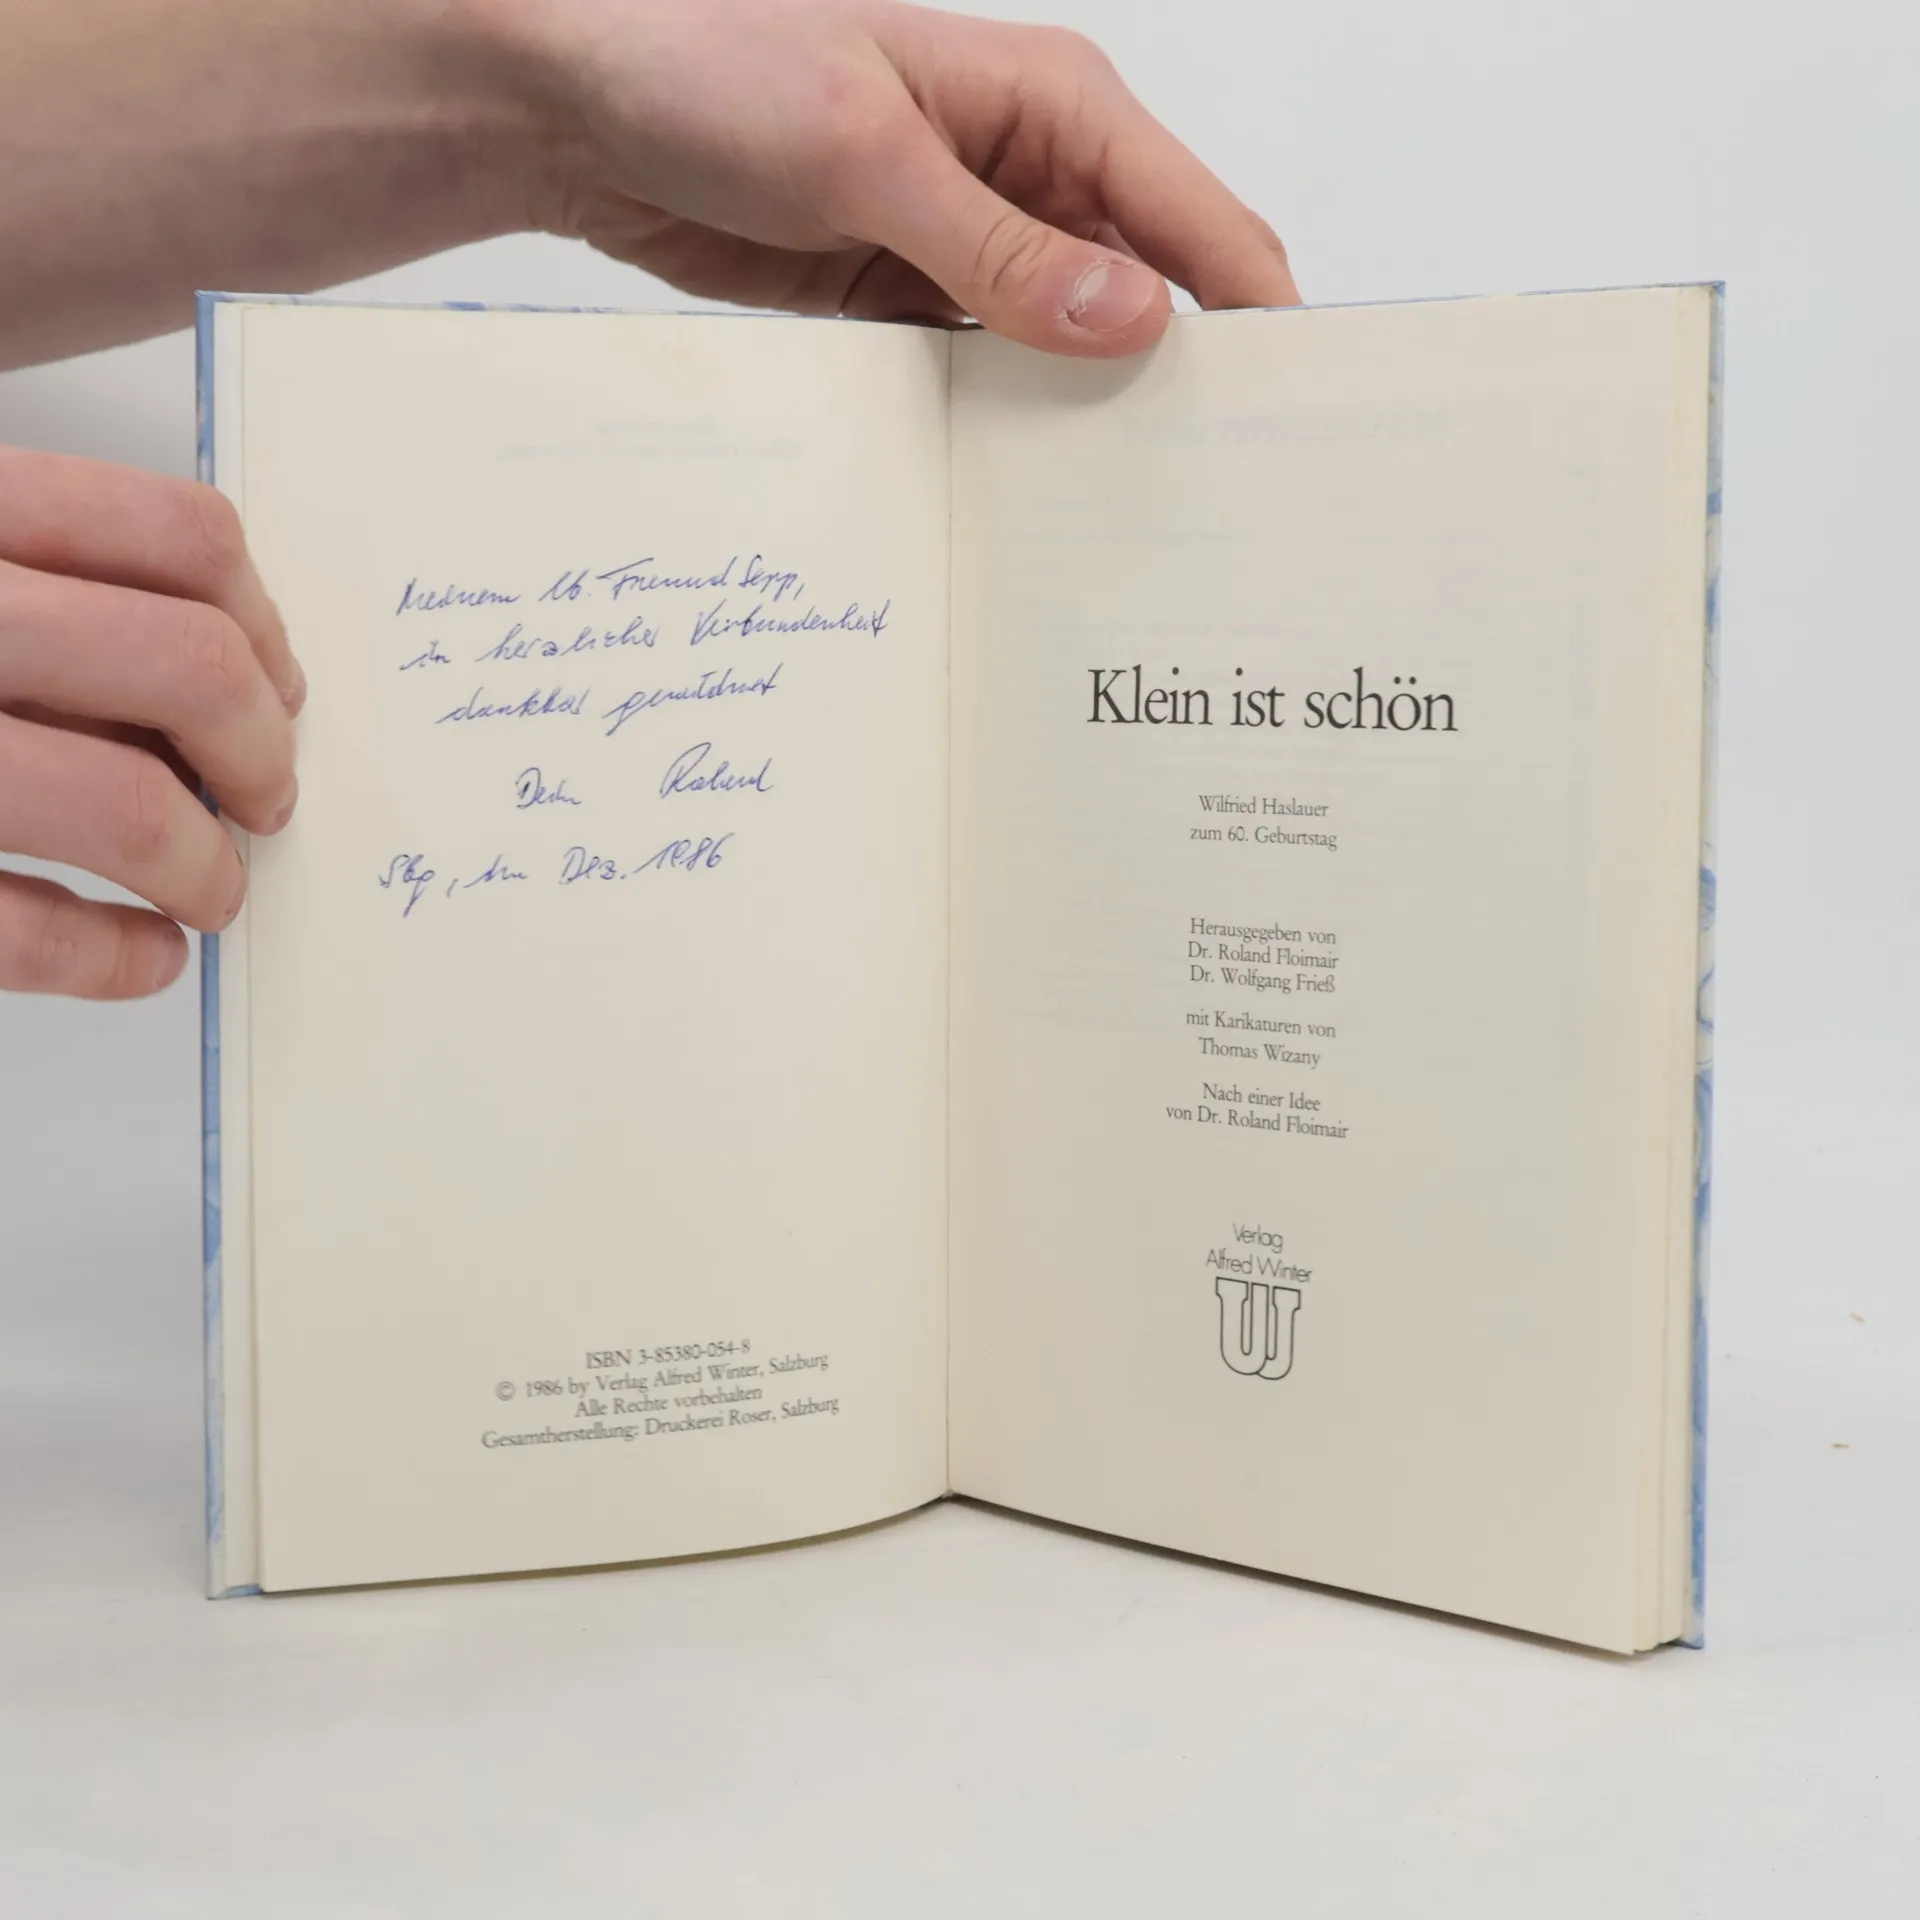 Meinem lb. Freund Sepp,
in herzlicher Verbundenheit
dankbar gewidmet
Dein Roland
Sbg, im Dez. 1986
ISBN 3-85380-054-8
© 1986 by Verlag Alfred Winter, Salzburg
Alle Rechte vorbehalten
Gesamtherstellung: Druckerei Roser, Salzburg
Klein ist schön
Wilfried Haslauer
zum 60. Geburtstag
Herausgegeben von
Dr. Roland Floimair
Dr. Wolfgang Frieß
mit Karikaturen von
Thomas Wizany
Nach einer Idee
von Dr. Roland Floimair
Verlag
Alfred Winter